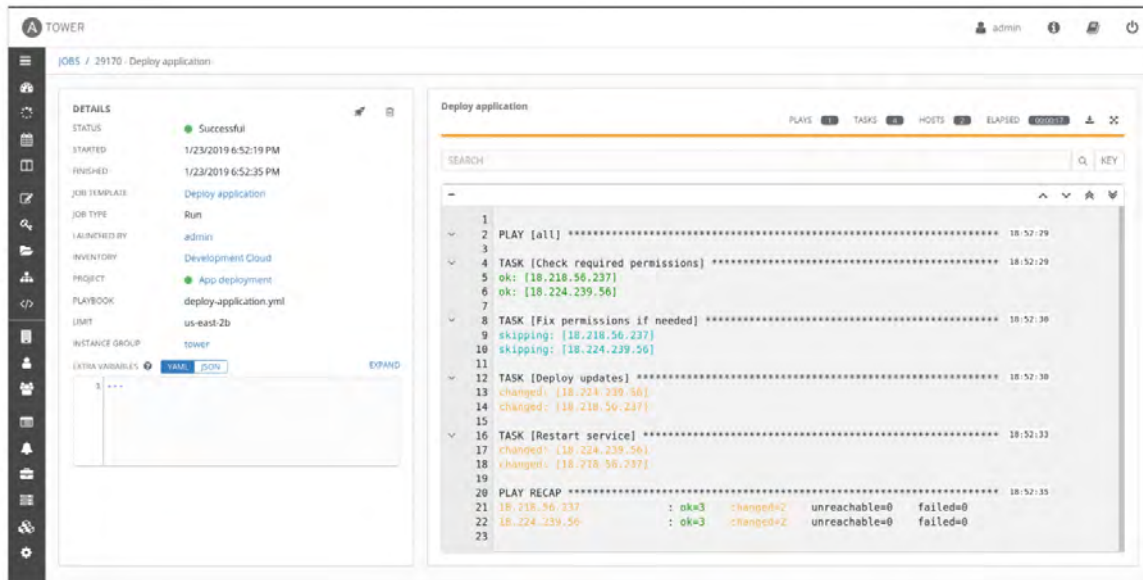 A TOWER
admin
JOBS / 29170 - Deploy application
DETAILS
STATUS Successful
STARTED 1/23/2019 6:52:19 PM
FINISHED 1/23/2019 6:52:35 PM
JOB TEMPLATE Deploy application
JOB TYPE Run
LAUNCHED BY admin
INVENTORY Development Cloud
PROJECT App deployment
PLAYBOOK deploy-application.yml
LIMIT us-east-2b
INSTANCE GROUP tower
EXTRA VARIABLES YAML JSON EXPAND
1 ---
Deploy application
PLAYS 1 TASKS 4 HOSTS 2 ELAPSED 00:00:17
SEARCH KEY
1
2 PLAY [all] ********************************************************************* 18:52:29
3
4 TASK [Check required permissions] ********************************************** 18:52:29
5 ok: [18.218.56.237]
6 ok: [18.224.239.56]
7
8 TASK [Fix permissions if needed] *********************************************** 18:52:30
9 skipping: [18.218.56.237]
10 skipping: [18.224.239.56]
11
12 TASK [Deploy updates] ********************************************************** 18:52:30
13 changed: [18.224.239.56]
14 changed: [18.218.56.237]
15
16 TASK [Restart service] ********************************************************* 18:52:33
17 changed: [18.224.239.56]
18 changed: [18.218.56.237]
19
20 PLAY RECAP ********************************************************************* 18:52:35
21 18.218.56.237 : ok=3 changed=2 unreachable=0 failed=0
22 18.224.239.56 : ok=3 changed=2 unreachable=0 failed=0
23